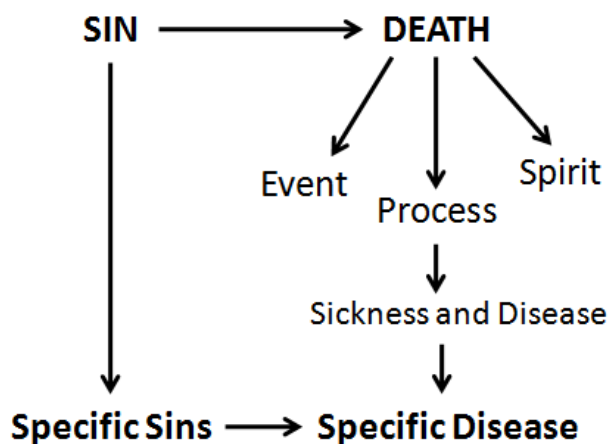 SIN DEATH
Event
Spirit
Process
Sickness and Disease
Specific Sins Specific Disease